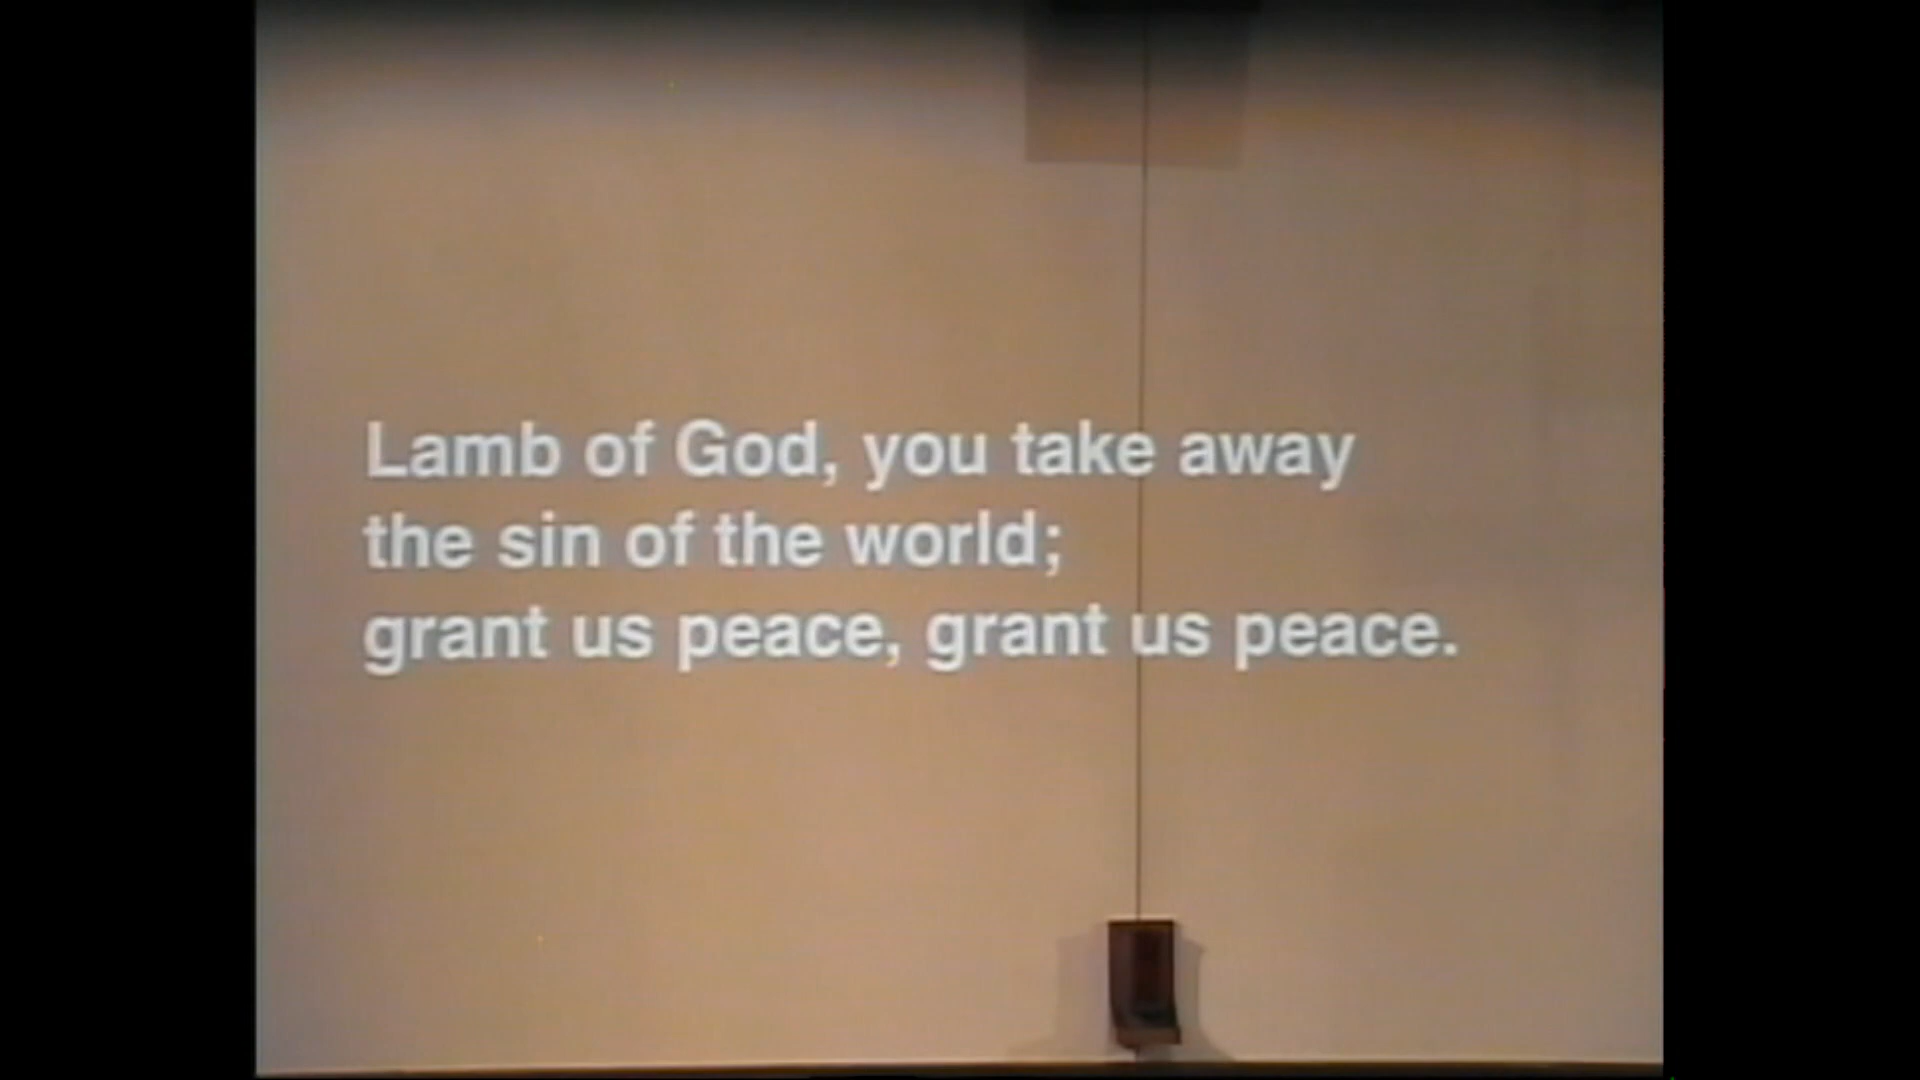 Lamb of God, you take away
the sin of the world;
grant us peace, grant us peace.